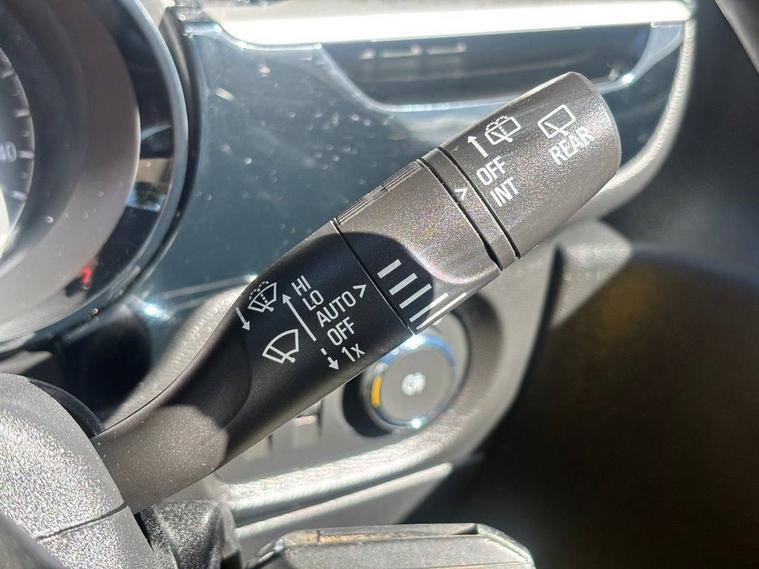 HI
LO
AUTO >
OFF
1x
OFF
INT
REAR